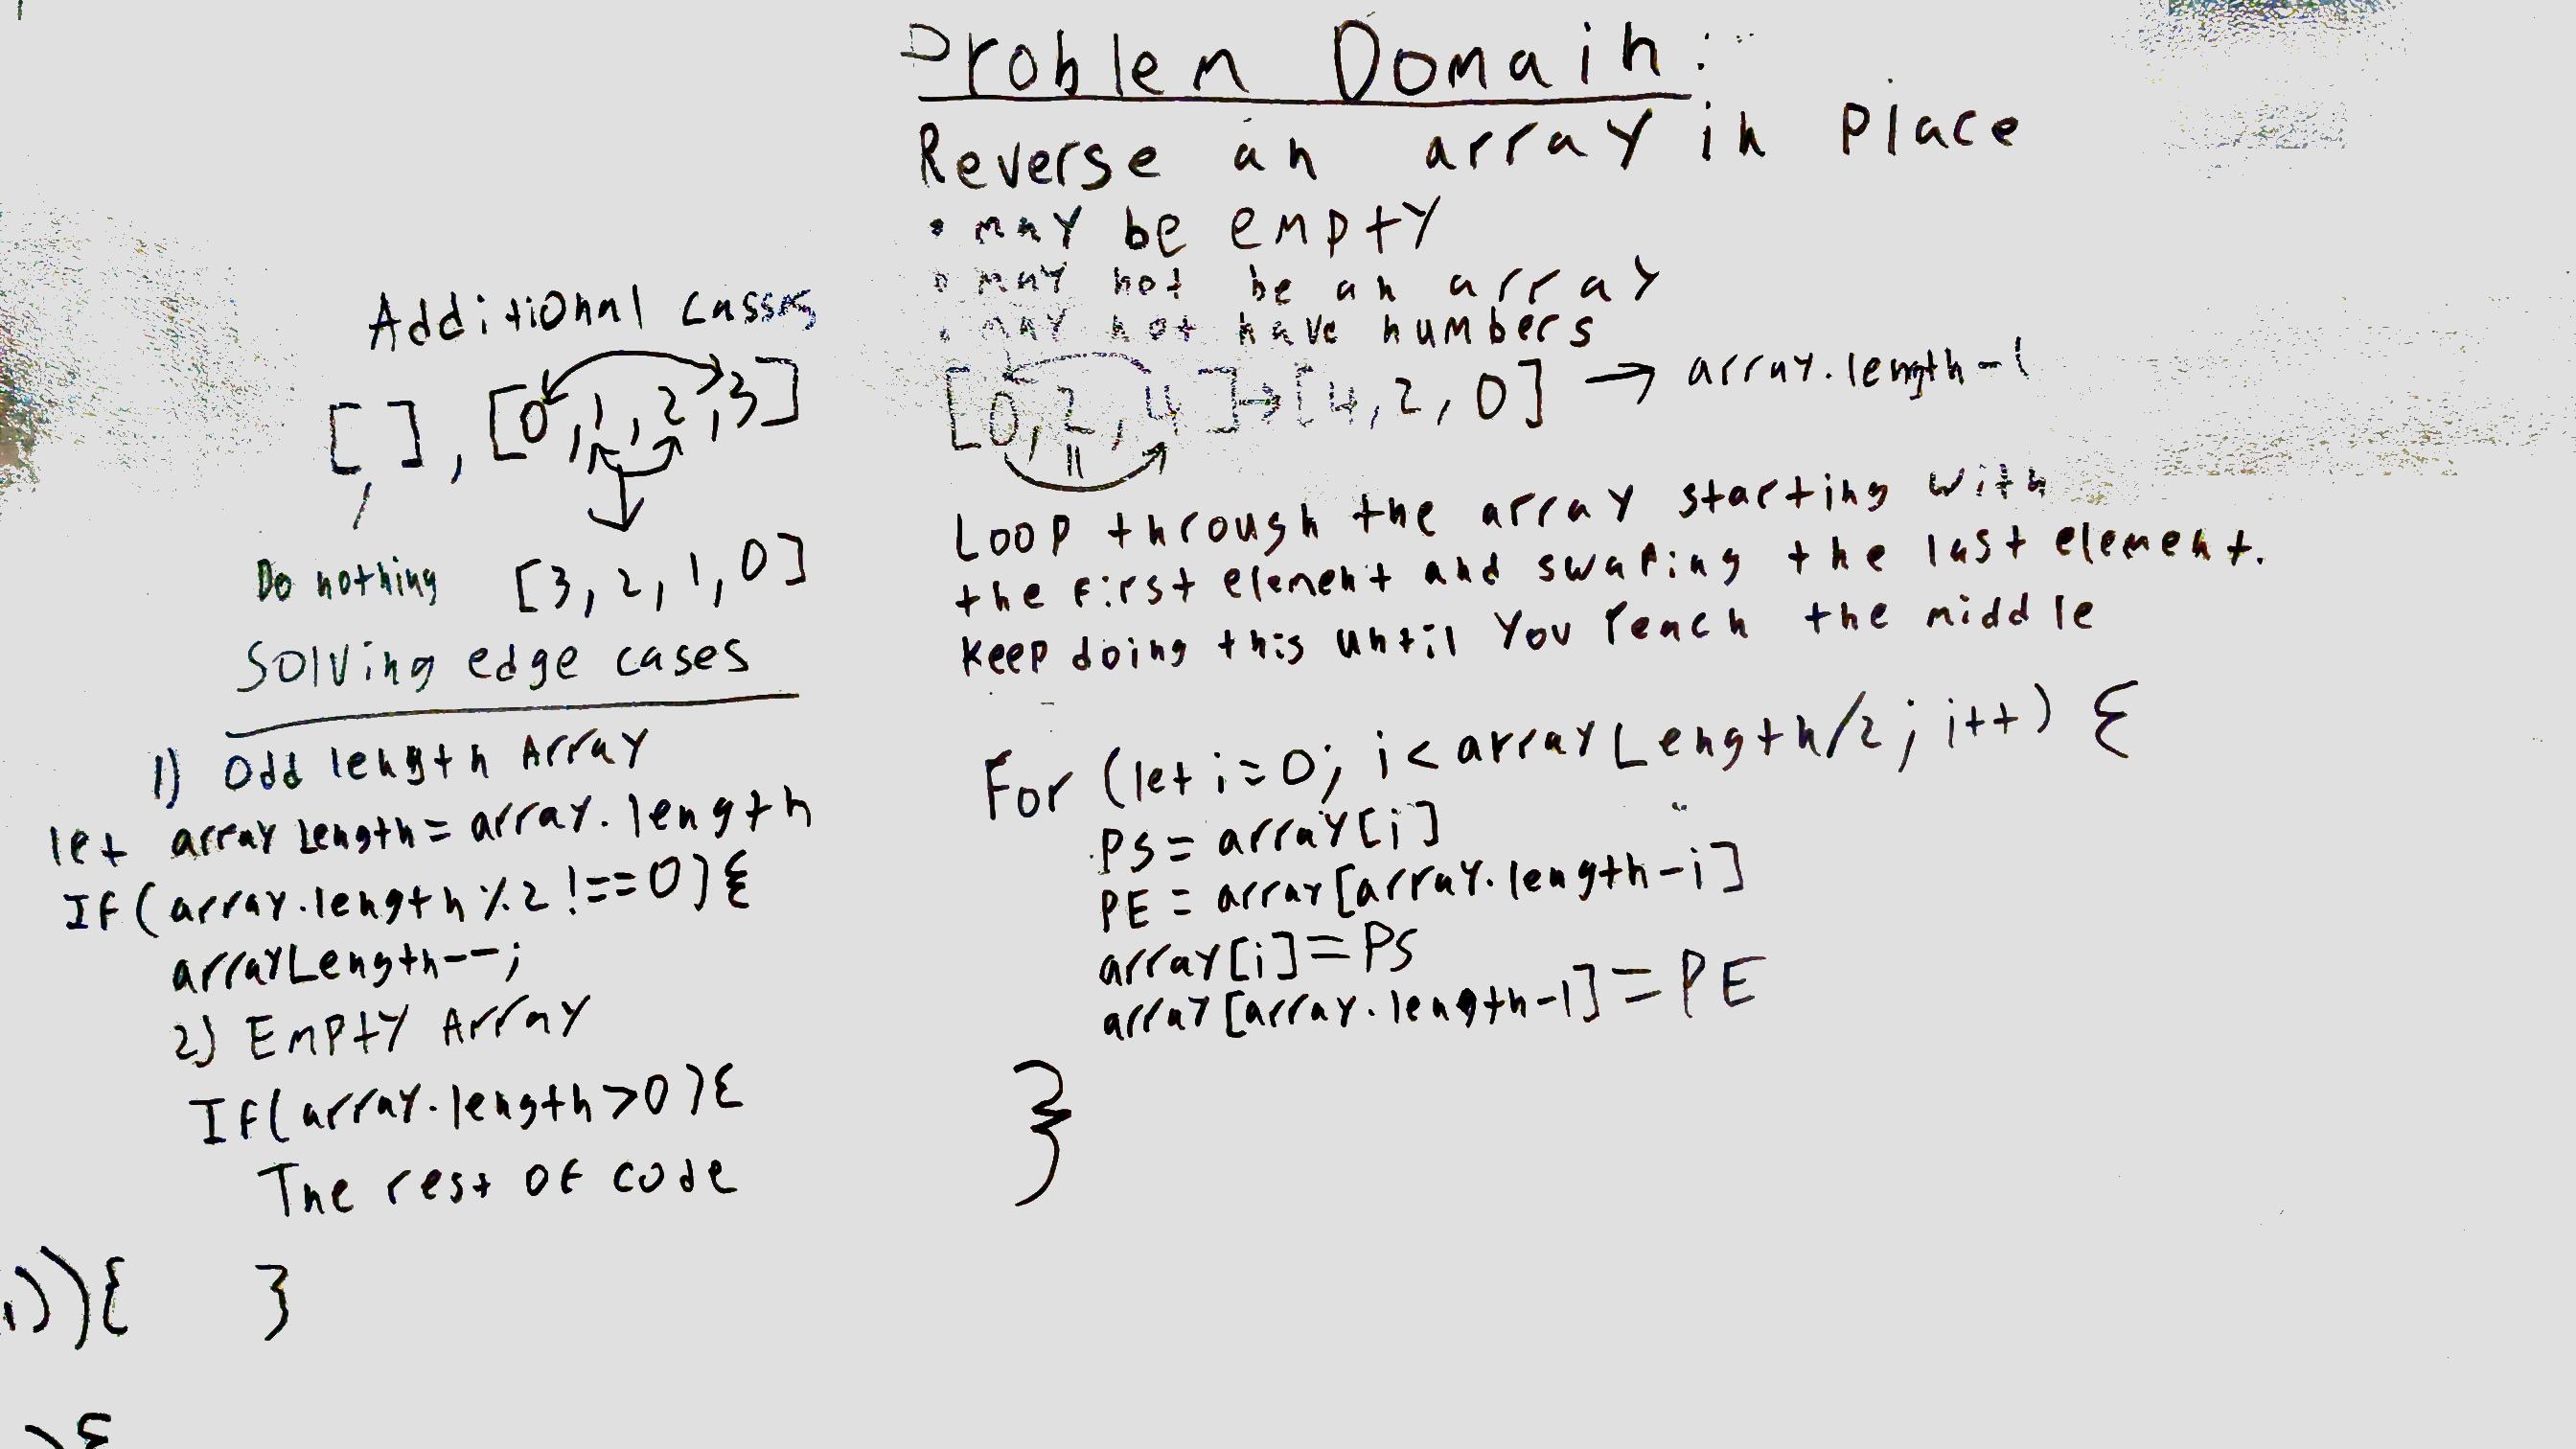 Problem Domain:
Reverse an array in place
• may be empty
• may not be an array
• may not have numbers
[0, 2, 4] → [4, 2, 0] → array.length-1
Loop through the array starting with
the first element and swaping the last element.
Keep doing this until you reach the middle
For (let i=0; i<arrayLength/2; i++) {
PS = array[i]
PE = array[array.length-i]
array[i] = PS
array[array.length-1] = PE
}
Additional casses
[ ], [0, 1, 2, 3]
Do nothing [3, 2, 1, 0]
Solving edge cases
1) Odd length Array
let arrayLength = array.length
If(array.length%2 !==0){
arrayLength--;
2) Empty Array
If(array.length>0){
The rest of code
}
)){
){